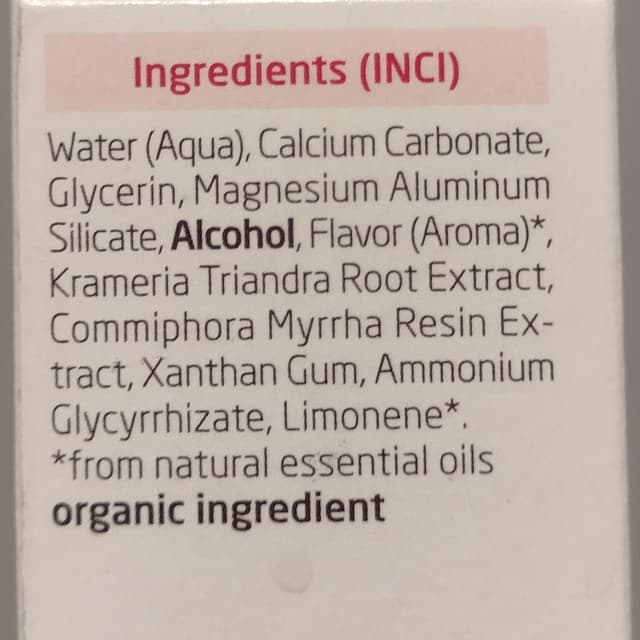 Ingredients (INCI)
Water (Aqua), Calcium Carbonate,
Glycerin, Magnesium Aluminum
Silicate, Alcohol, Flavor (Aroma)*,
Krameria Triandra Root Extract,
Commiphora Myrrha Resin Ex-
tract, Xanthan Gum, Ammonium
Glycyrrhizate, Limonene*.
*from natural essential oils
organic ingredient